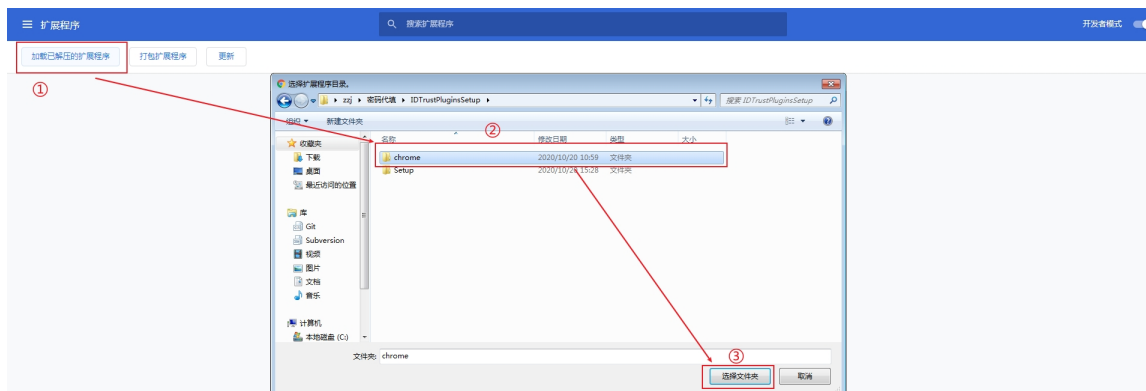 扩展程序
搜索扩展程序
开发者模式
加载已解压的扩展程序
打包扩展程序
更新
①
选择扩展程序目录。
zzj ▸ 密码代填 ▸ IDTrustPluginsSetup ▸
搜索 IDTrustPluginsSetup
组织
新建文件夹
②
名称
修改日期
类型
大小
收藏夹
下载
桌面
最近访问的位置
库
Git
Subversion
视频
图片
文档
音乐
计算机
本地磁盘 (C:)
chrome
2020/10/20 10:59
文件夹
Setup
2020/10/20 15:28
文件夹
文件夹: chrome
③
选择文件夹
取消